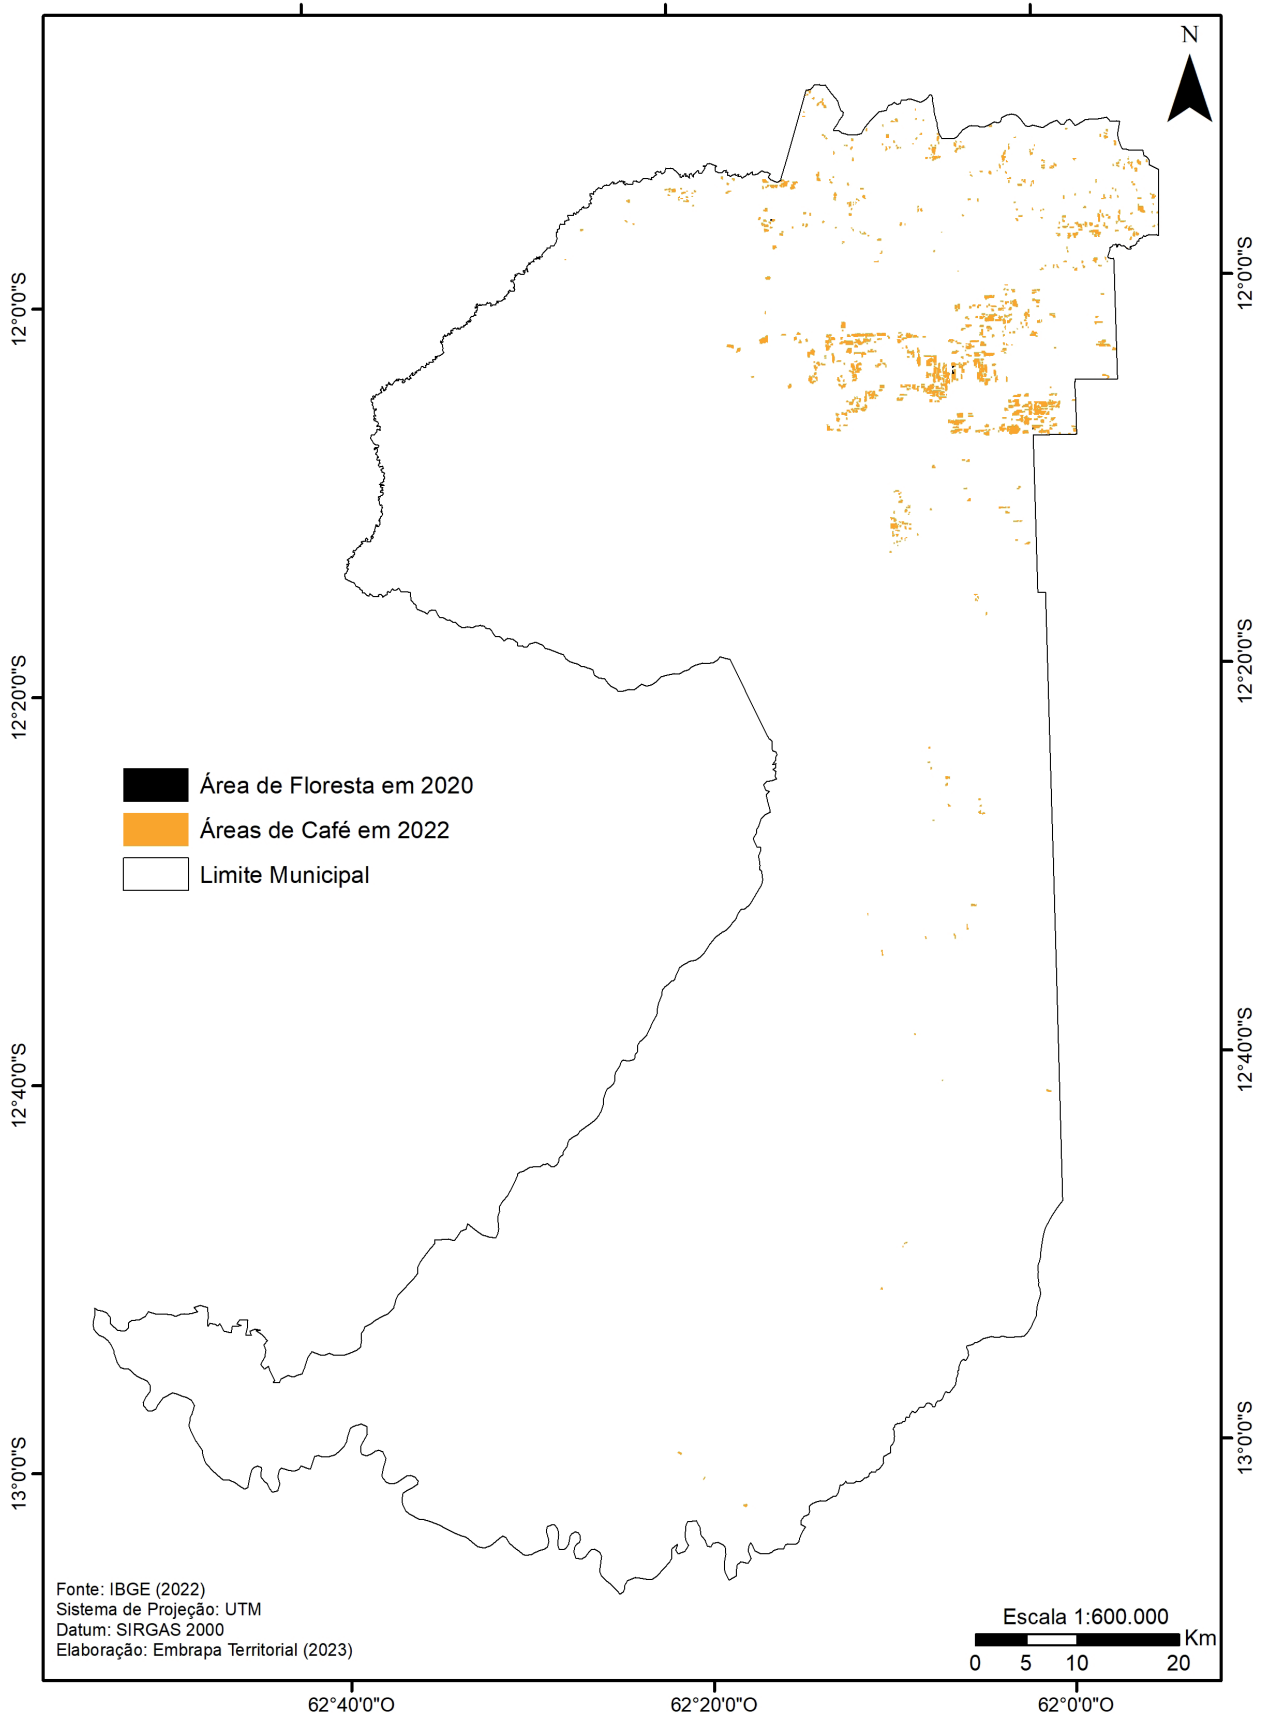 N
12°0'0"S
12°0'0"S
12°20'0"S
12°20'0"S
Área de Floresta em 2020
Áreas de Café em 2022
Limite Municipal
12°40'0"S
12°40'0"S
13°0'0"S
13°0'0"S
Fonte: IBGE (2022)
Sistema de Projeção: UTM
Datum: SIRGAS 2000
Elaboração: Embrapa Territorial (2023)
Escala 1:600.000
Km
0 5 10 20
62°40'0"O 62°20'0"O 62°0'0"O